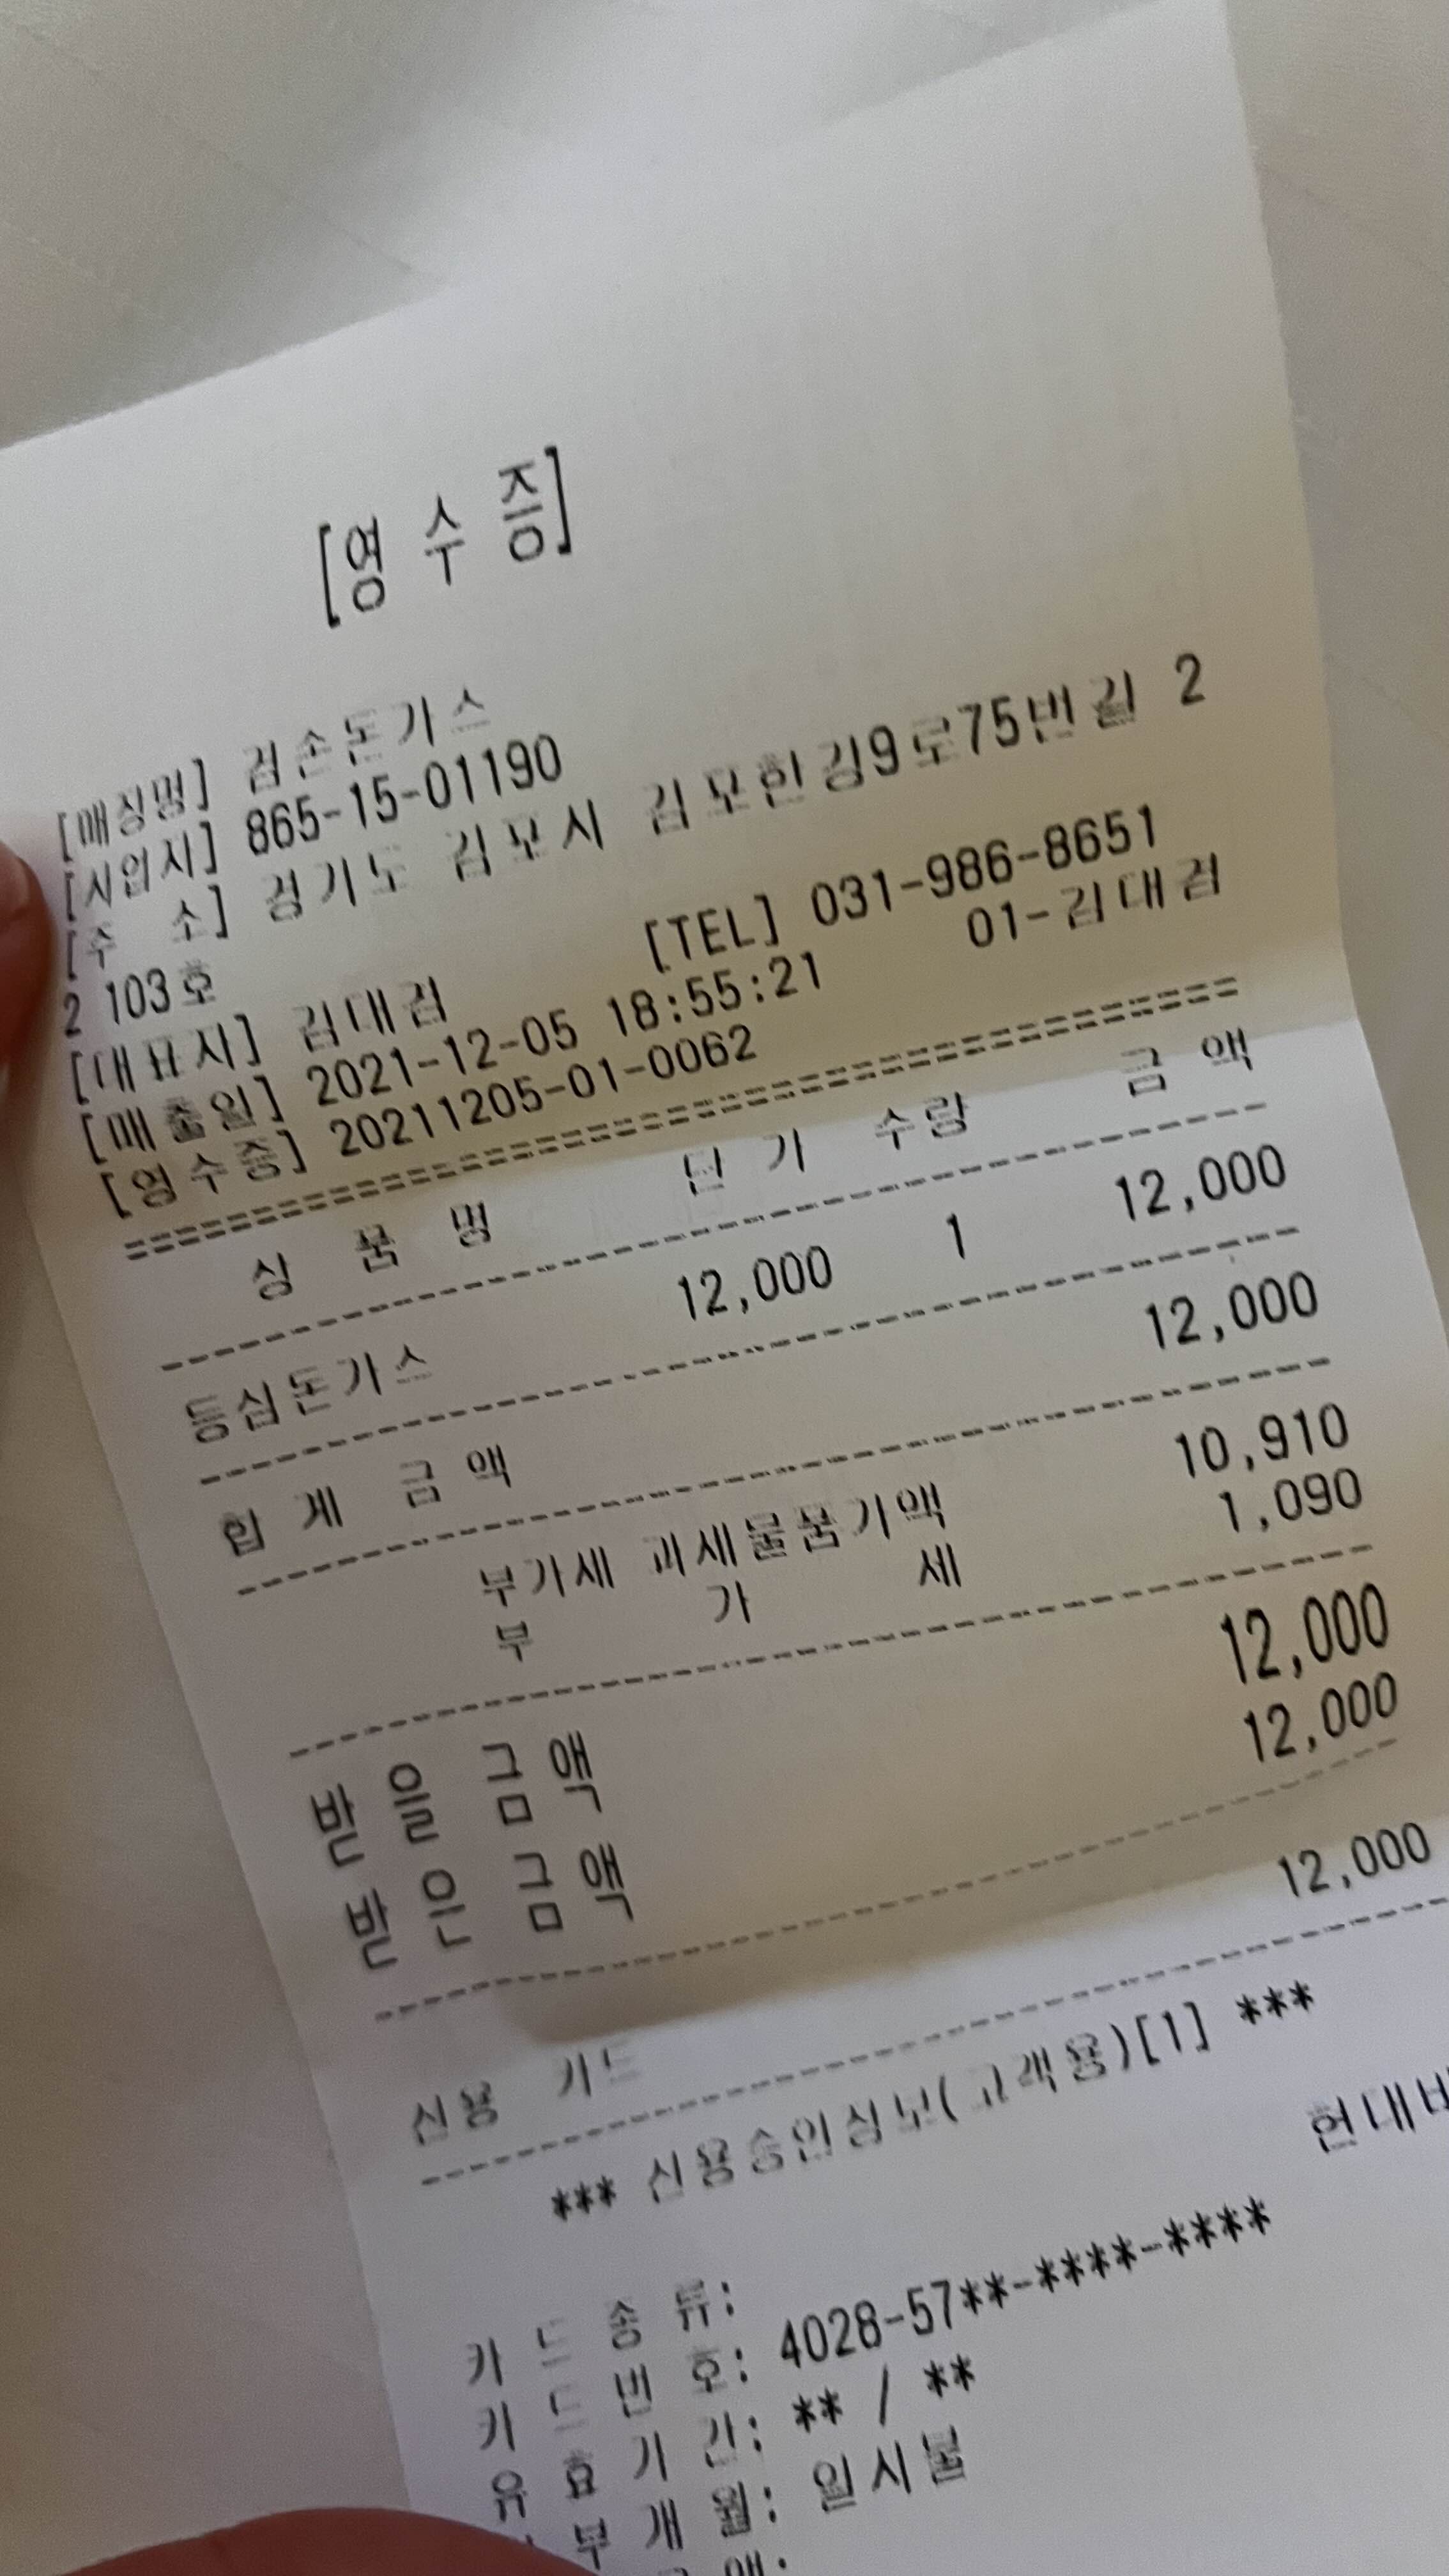 [영 수 증]
[매장명] 겸손돈가스
[사업자] 865-15-01190
[주 소] 경기도 김포시 김포한강9로75번길 2
2 103호
[대표자] 김대겸 [TEL] 031-986-8651
[매출일] 2021-12-05 18:55:21 01-김대겸
[영수증] 20211205-01-0062
상 품 명 단 가 수량 금 액
등심돈가스 12,000 1 12,000
합 계 금 액 12,000
부가세 과세물품가액 10,910
부 가 세 1,090
받 을 금 액 12,000
받 은 금 액 12,000
신용 카드 12,000
*** 신용승인정보(고객용)[1] ***
카 드 종 류: 현대비
카 드 번 호: 4028-57**-****-****
유 효 기 간: ** / **
부 개 월: 일시불
액: